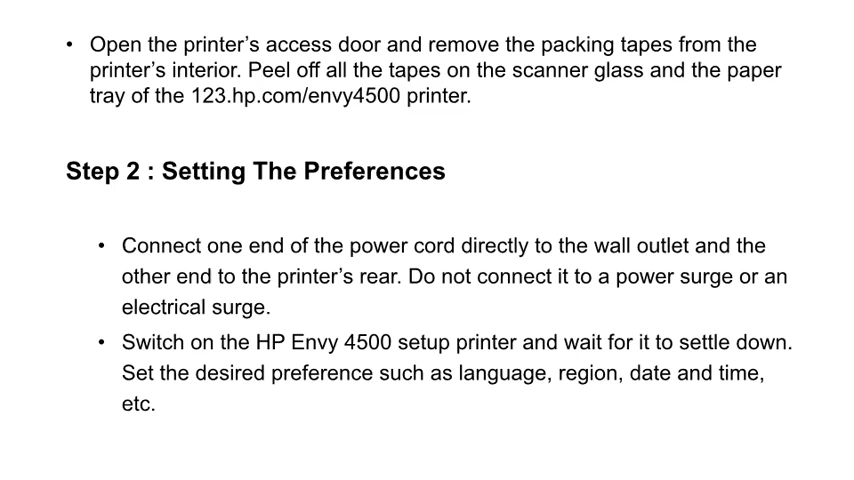 • Open the printer’s access door and remove the packing tapes from the
printer’s interior. Peel off all the tapes on the scanner glass and the paper
tray of the 123.hp.com/envy4500 printer.
Step 2 : Setting The Preferences
• Connect one end of the power cord directly to the wall outlet and the
other end to the printer’s rear. Do not connect it to a power surge or an
electrical surge.
• Switch on the HP Envy 4500 setup printer and wait for it to settle down.
Set the desired preference such as language, region, date and time,
etc.